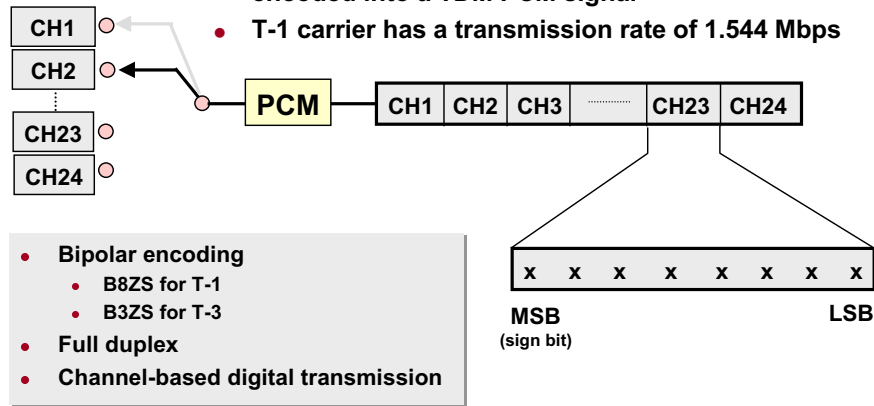 T-1 carrier has a transmission rate of 1.544 Mbps
CH1
CH2
CH23
CH24
PCM
CH1 CH2 CH3 CH23 CH24
x x x x x x x x
MSB
(sign bit)
LSB
Bipolar encoding
B8ZS for T-1
B3ZS for T-3
Full duplex
Channel-based digital transmission